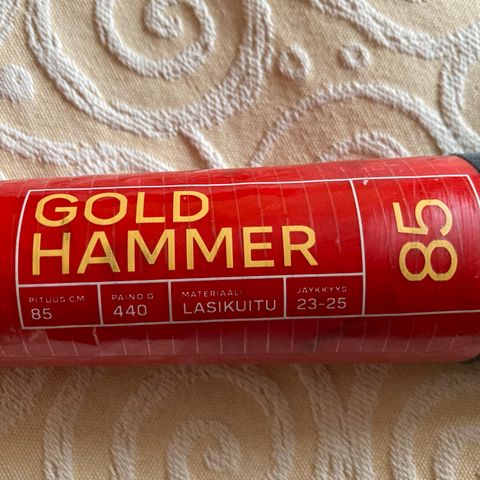 GOLD
HAMMER
PITUUS CM PAINO G MATERIAALI JÄYKKYYS
85 440 LASIKUITU 23-25
85